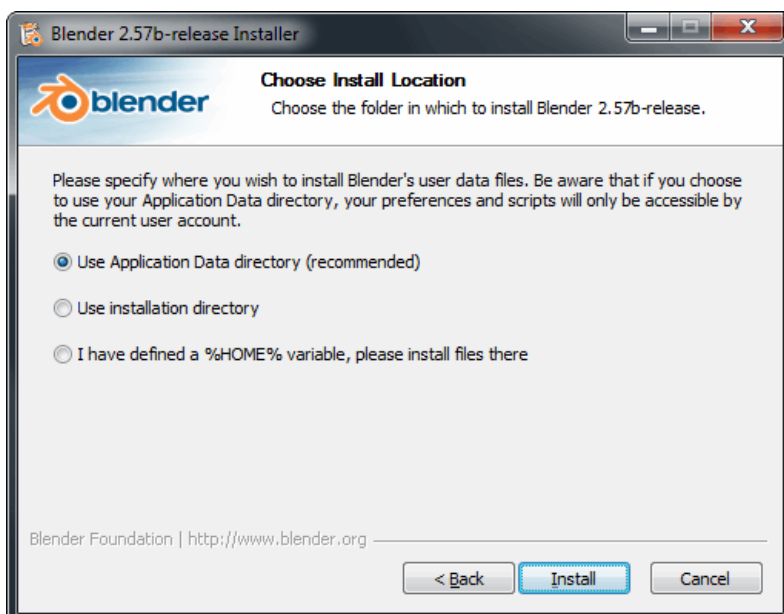 Blender 2.57b-release Installer
blender
Choose Install Location
Choose the folder in which to install Blender 2.57b-release.
Please specify where you wish to install Blender's user data files. Be aware that if you choose
to use your Application Data directory, your preferences and scripts will only be accessible by
the current user account.
Use Application Data directory (recommended)
Use installation directory
I have defined a %HOME% variable, please install files there
Blender Foundation | http://www.blender.org
< Back
Install
Cancel